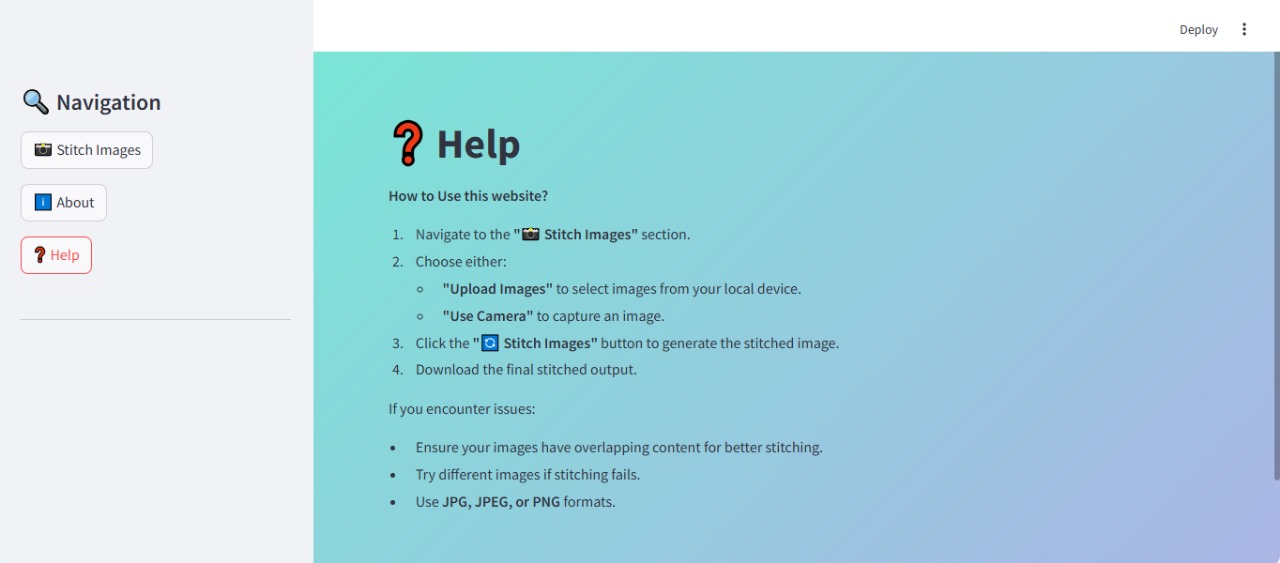 Deploy
Navigation
Stitch Images
About
Help
Help
How to Use this website?
1. Navigate to the "📷 Stitch Images" section.
2. Choose either:
"Upload Images" to select images from your local device.
"Use Camera" to capture an image.
3. Click the "🔄 Stitch Images" button to generate the stitched image.
4. Download the final stitched output.
If you encounter issues:
Ensure your images have overlapping content for better stitching.
Try different images if stitching fails.
Use JPG, JPEG, or PNG formats.